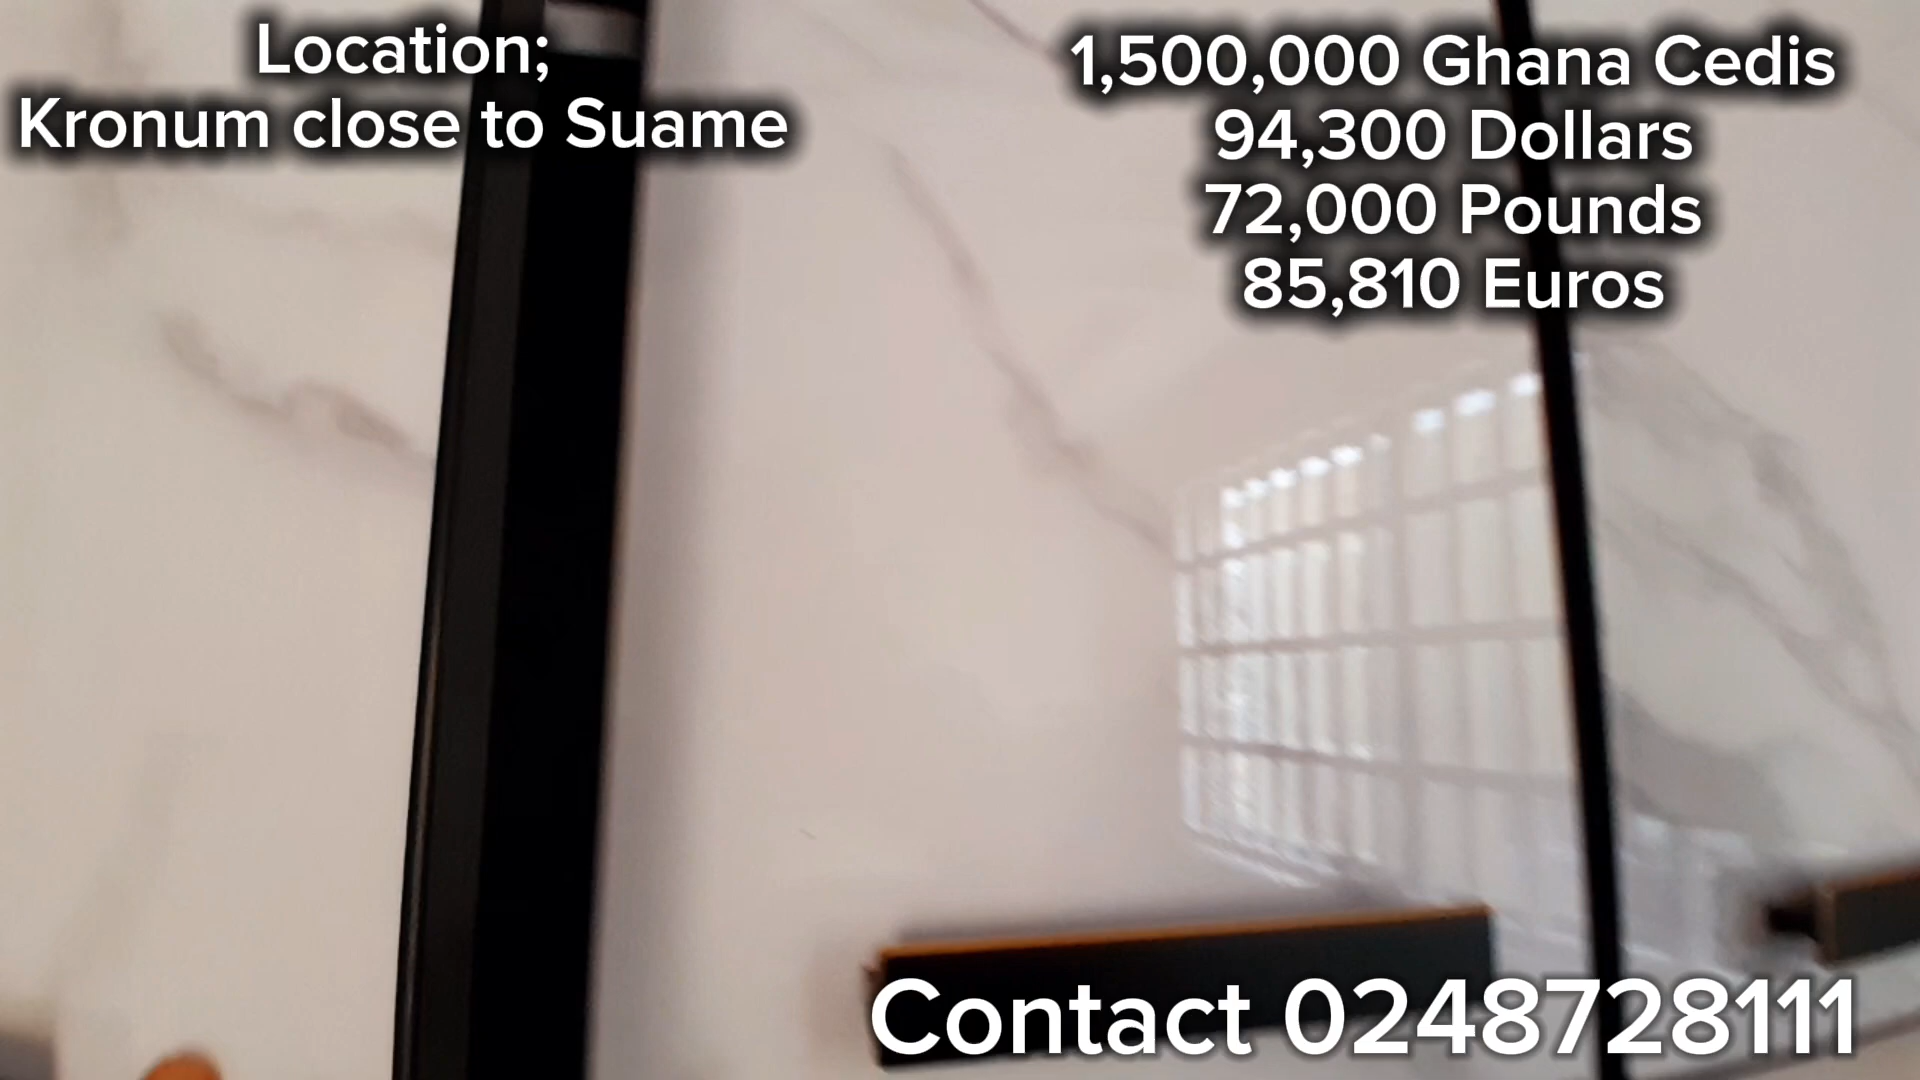 Location;
Kronum close to Suame
1,500,000 Ghana Cedis
94,300 Dollars
72,000 Pounds
85,810 Euros
Contact 0248728111